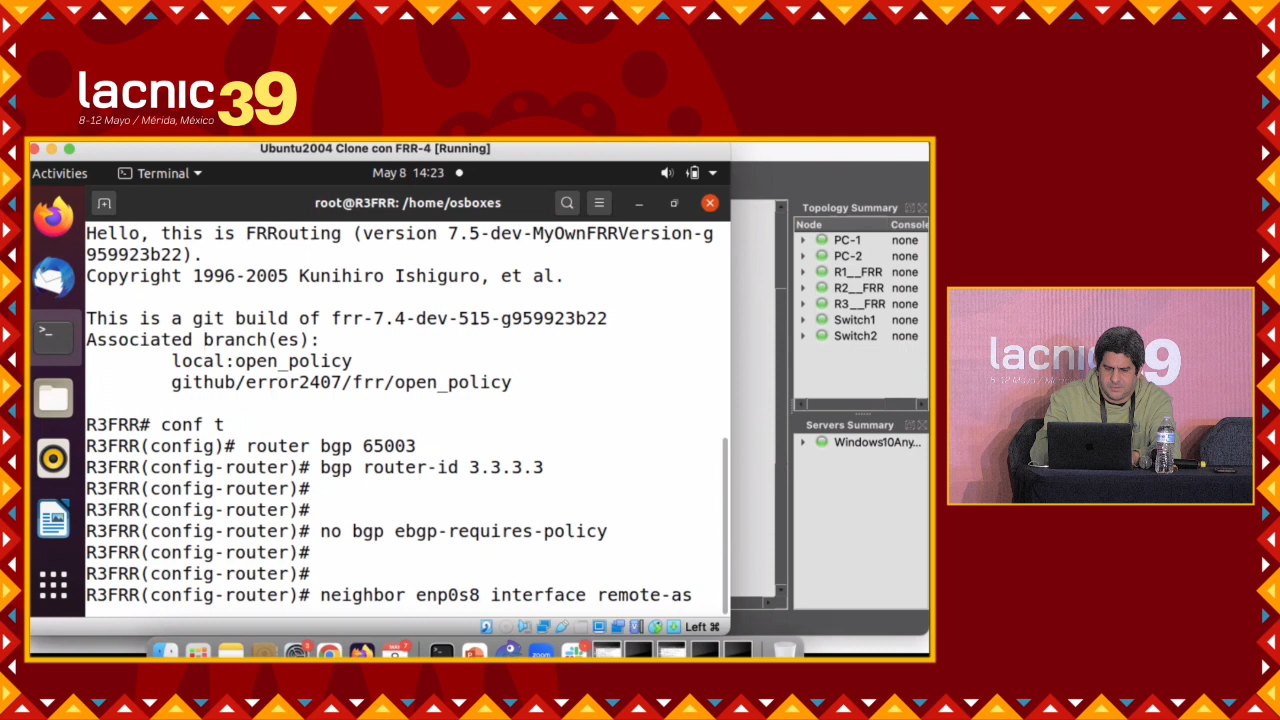 lacnic 39
8-12 Mayo / Mérida, México
Ubuntu2004 Clone con FRR-4 [Running]
Activities
Terminal
May 8 14:23
root@R3FRR: /home/osboxes
Hello, this is FRRouting (version 7.5-dev-MyOwnFRRVersion-g
959923b22).
Copyright 1996-2005 Kunihiro Ishiguro, et al.
This is a git build of frr-7.4-dev-515-g959923b22
Associated branch(es):
local:open_policy
github/error2407/frr/open_policy
R3FRR# conf t
R3FRR(config)# router bgp 65003
R3FRR(config-router)# bgp router-id 3.3.3.3
R3FRR(config-router)#
R3FRR(config-router)#
R3FRR(config-router)# no bgp ebgp-requires-policy
R3FRR(config-router)#
R3FRR(config-router)#
R3FRR(config-router)# neighbor enp0s8 interface remote-as
Left ⌘
Topology Summary
Node Console
PC-1 none
PC-2 none
R1__FRR none
R2__FRR none
R3__FRR none
Switch1 none
Switch2 none
Servers Summary
Windows10Any...
zoom
lacnic 39